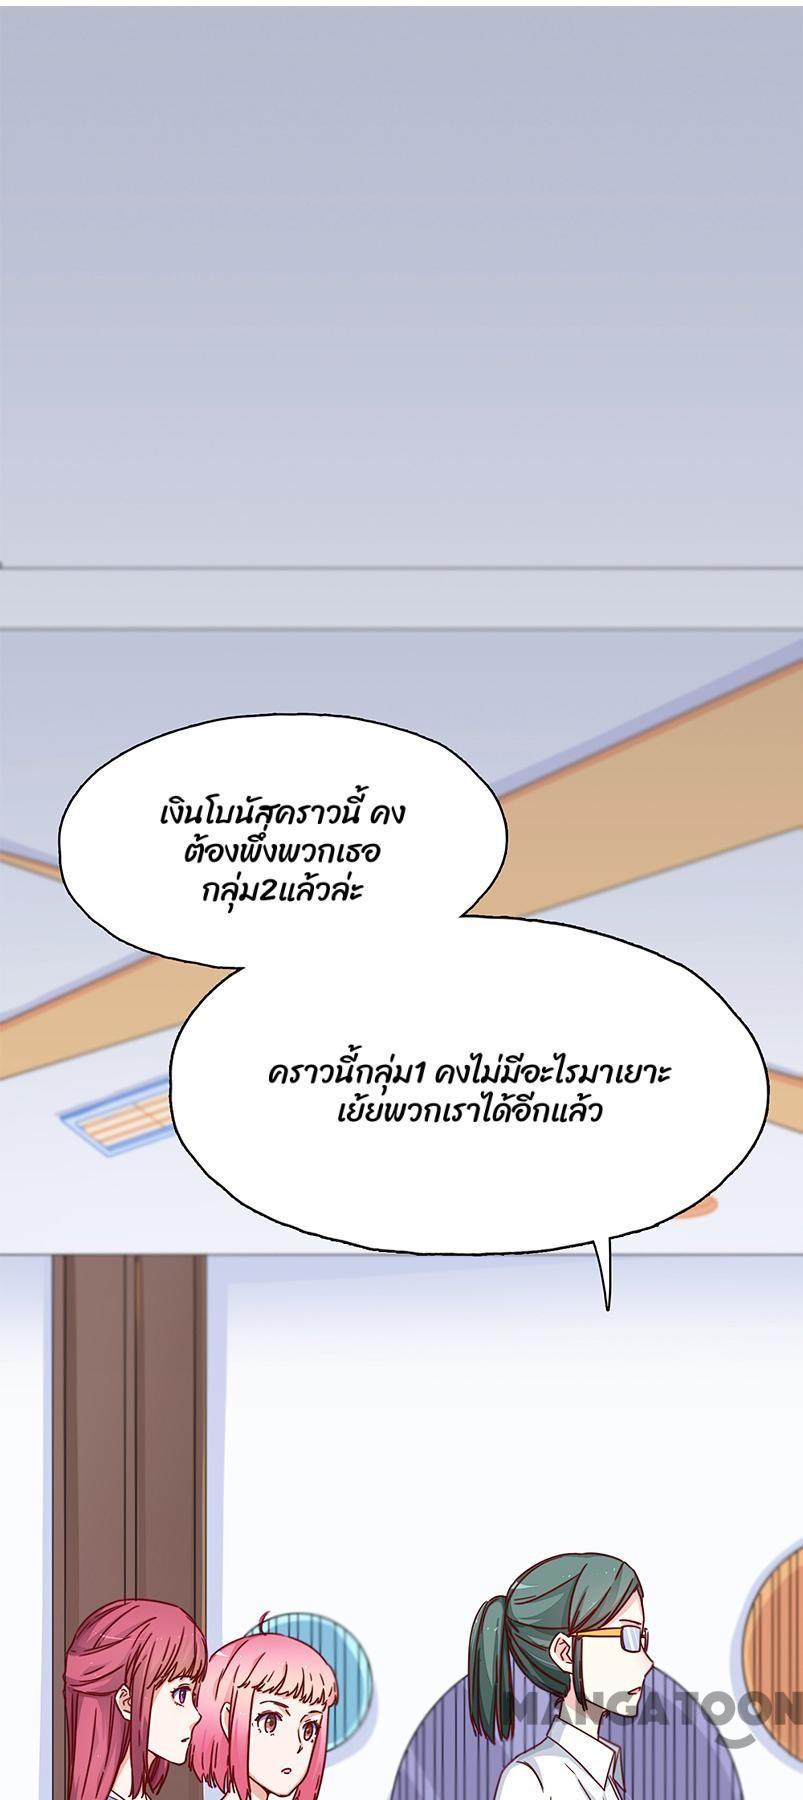 เงินโบนัสคราวนี้ คง
ต้องพึ่งพวกเธอ
กลุ่ม2แล้วล่ะ
คราวนี้กลุ่ม1 คงไม่มีอะไรมาเยาะ
เย้ยพวกเราได้อีกแล้ว
MANGATOON